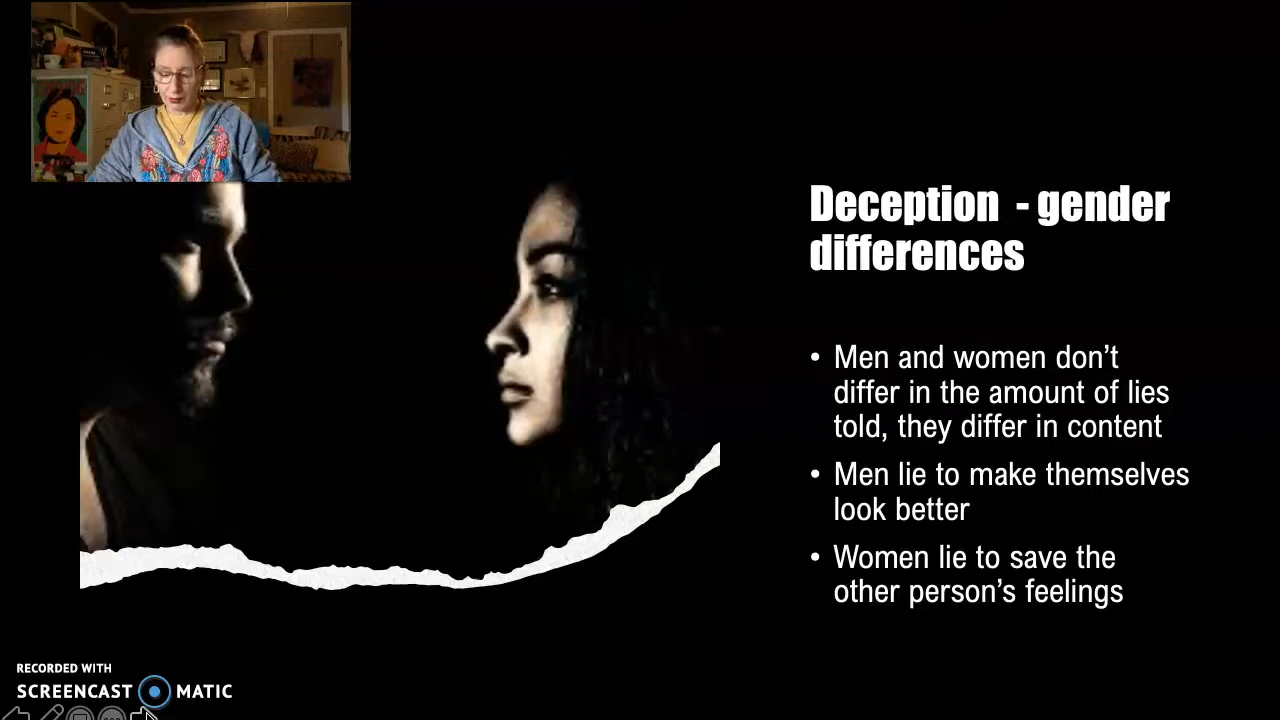 Deception - gender
differences
• Men and women don’t
differ in the amount of lies
told, they differ in content
• Men lie to make themselves
look better
• Women lie to save the
other person’s feelings
RECORDED WITH
SCREENCAST MATIC